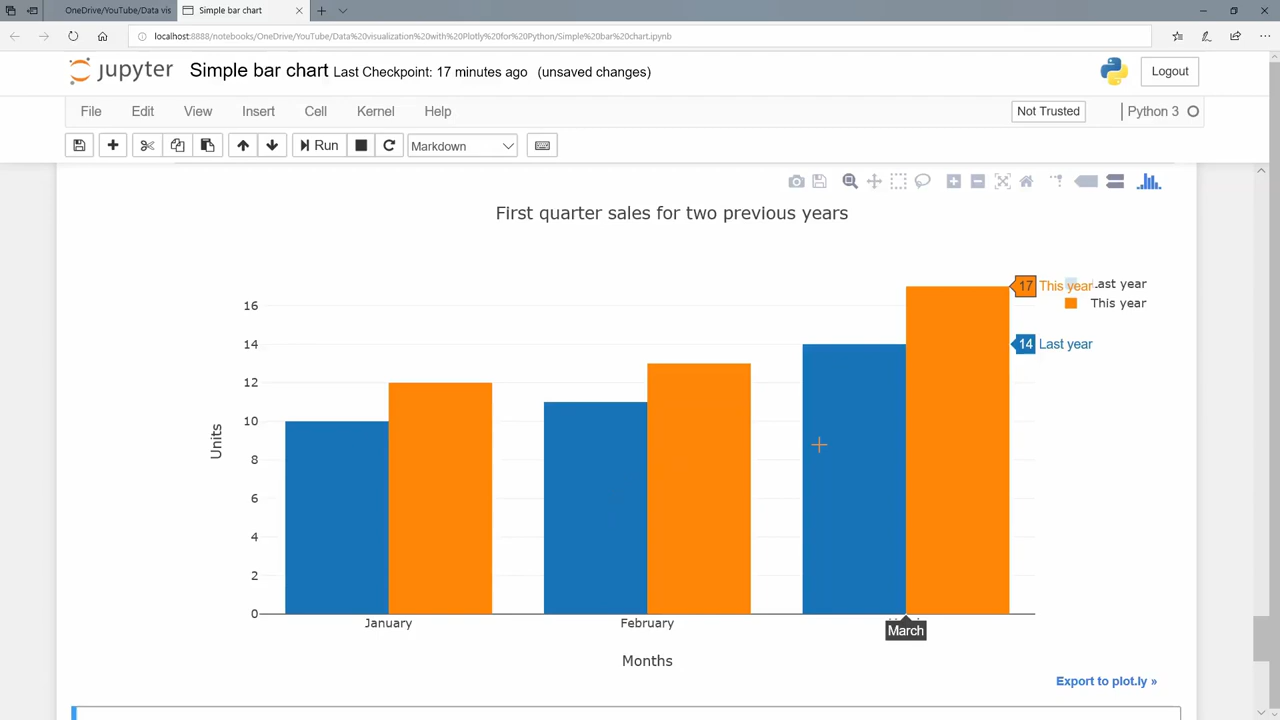 OneDrive/YouTube/Data vis
Simple bar chart
localhost:8888/notebooks/OneDrive/YouTube/Data%20visualization%20with%20Plotly%20for%20Python/Simple%20bar%20chart.ipynb
jupyter Simple bar chart Last Checkpoint: 17 minutes ago (unsaved changes) Logout
File Edit View Insert Cell Kernel Help Not Trusted Python 3
Run Markdown
First quarter sales for two previous years
17 This year
Last year
This year
14 Last year
16
14
12
10
8
6
4
2
0
Units
January February March
Months
Export to plot.ly »